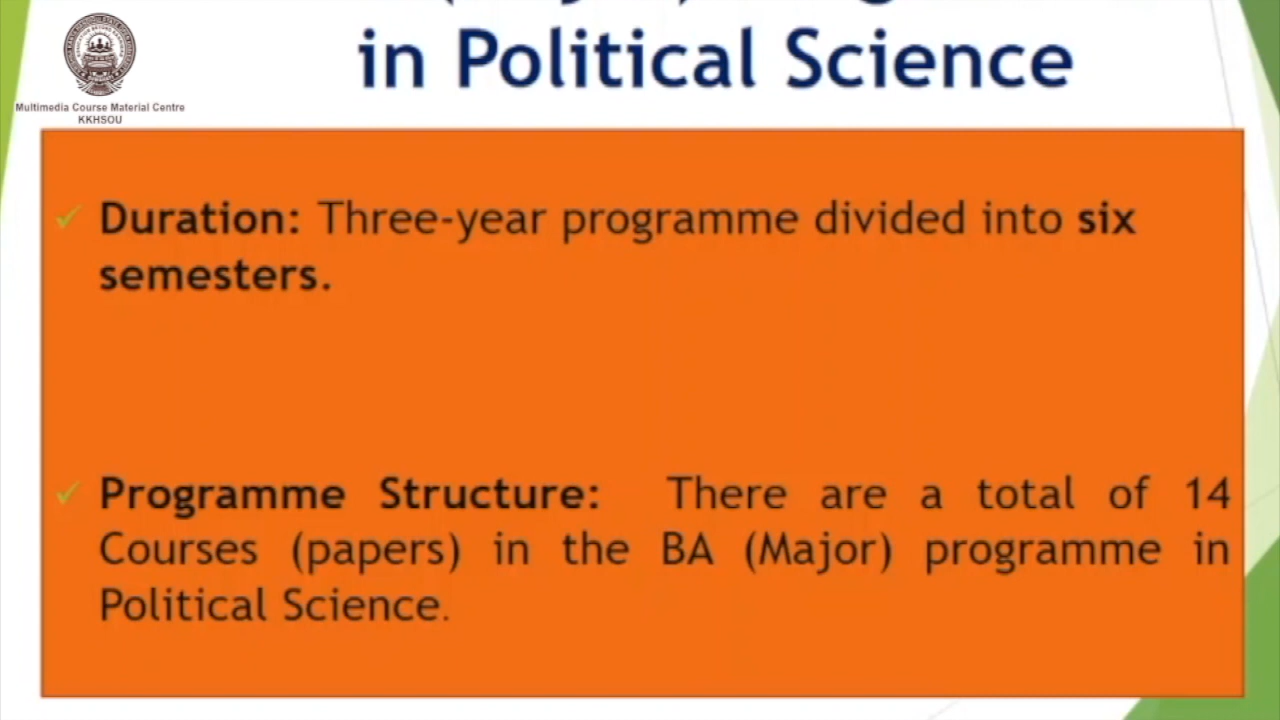 in Political Science
Multimedia Course Material Centre
KKHSOU
Duration: Three-year programme divided into six
semesters.
Programme Structure: There are a total of 14
Courses (papers) in the BA (Major) programme in
Political Science.